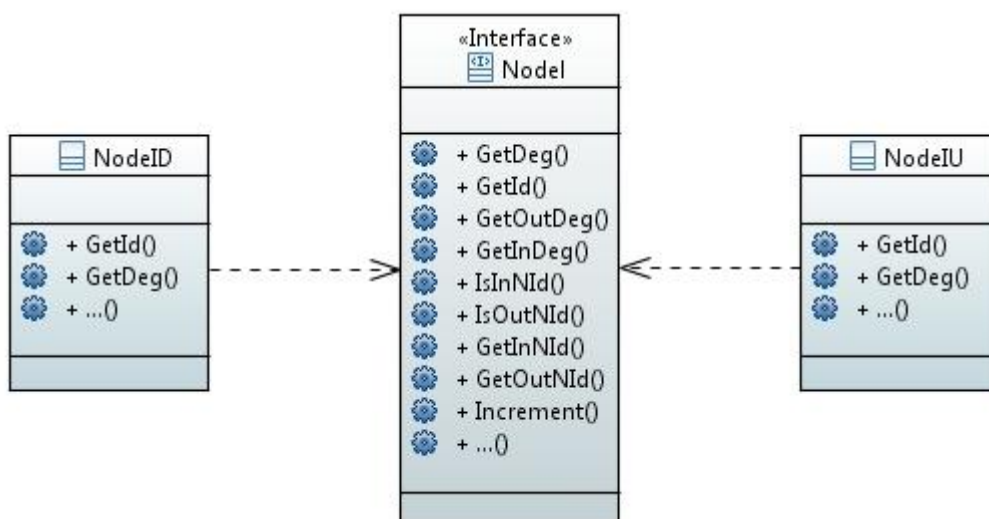 «Interface»
NodeI
+ GetDeg()
+ GetId()
+ GetOutDeg()
+ GetInDeg()
+ IsInNId()
+ IsOutNId()
+ GetInNId()
+ GetOutNId()
+ Increment()
+ ...()
NodeID
+ GetId()
+ GetDeg()
+ ...()
NodeIU
+ GetId()
+ GetDeg()
+ ...()